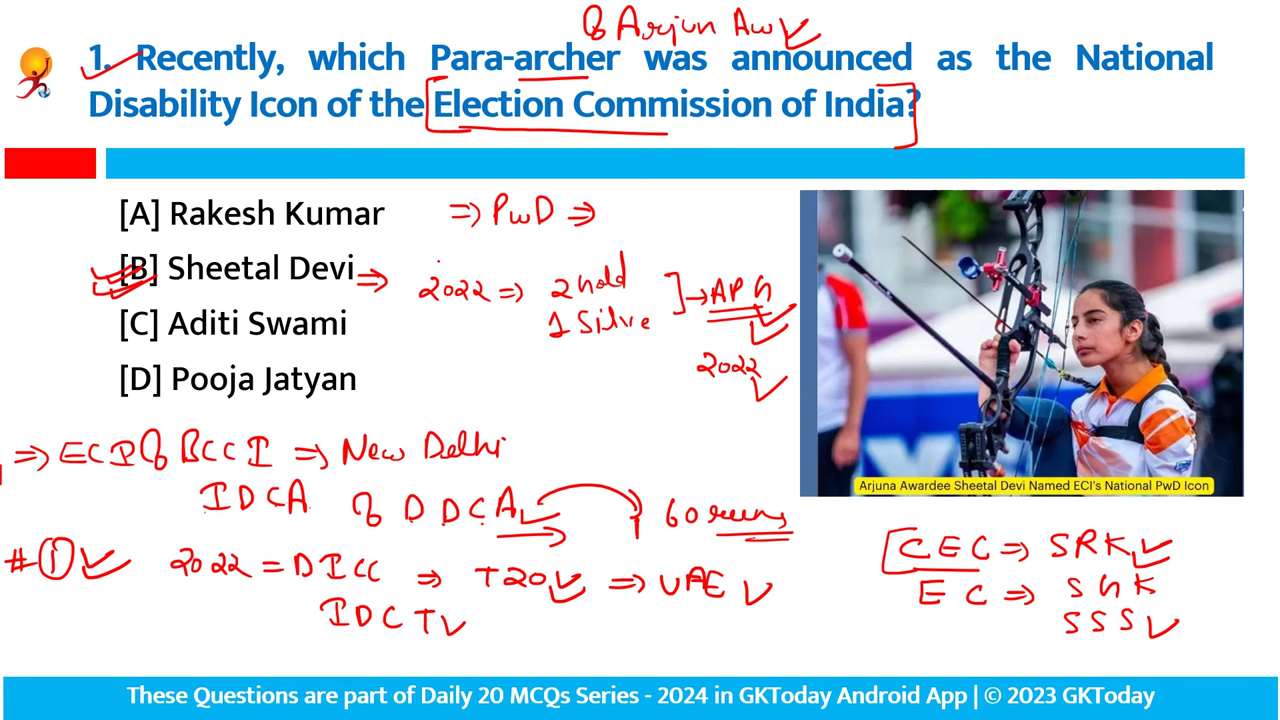 & Arjun Aw
1. Recently, which Para-archer was announced as the National
Disability Icon of the Election Commission of India?
[A] Rakesh Kumar ⇒ PwD ⇒
[B] Sheetal Devi ⇒ 2022 ⇒ 2 Gold
1 Silve → APG
2022
[C] Aditi Swami
[D] Pooja Jatyan
Arjuna Awardee Sheetal Devi Named ECI's National PwD Icon
⇒ ECI & BCCI ⇒ New Delhi
IDCA & DDCA 60 runs
#① 2022 = DICC ⇒ T20 ⇒ UAE
IDCT
CEC ⇒ SRK
EC ⇒ SGK
SSS
These Questions are part of Daily 20 MCQs Series - 2024 in GKToday Android App | © 2023 GKToday